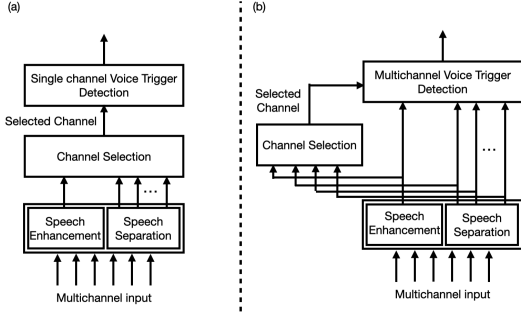 (a)
Single channel Voice Trigger
Detection
Selected Channel
Channel Selection
...
Speech
Enhancement
Speech
Separation
Multichannel input
(b)
Multichannel Voice Trigger
Detection
Selected
Channel
Channel Selection
...
Speech
Enhancement
Speech
Separation
Multichannel input